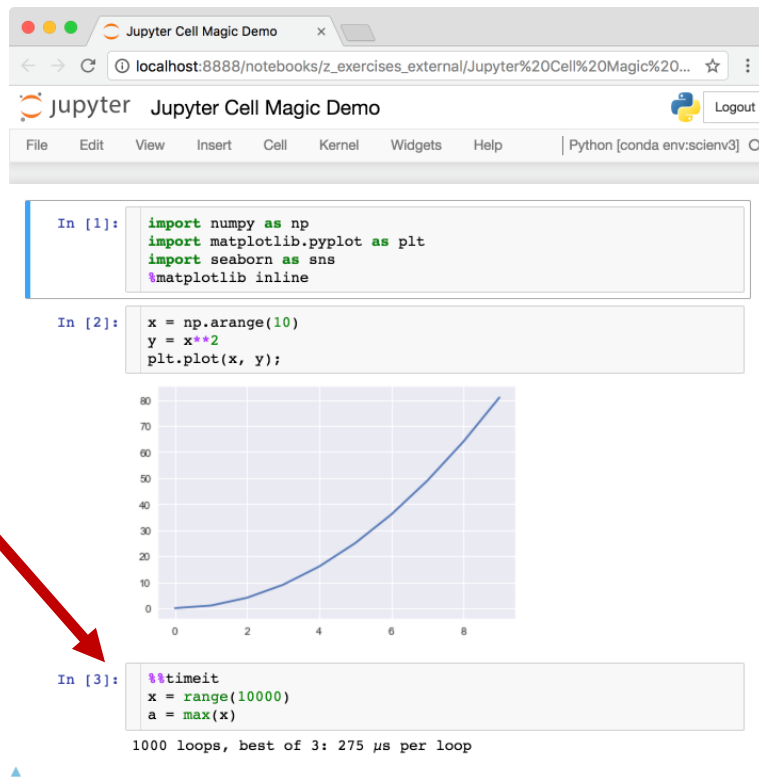 Jupyter Cell Magic Demo ×
localhost:8888/notebooks/z_exercises_external/Jupyter%20Cell%20Magic%20...
jupyter Jupyter Cell Magic Demo Logout
File Edit View Insert Cell Kernel Widgets Help Python [conda env:scienv3]
In [1]: import numpy as np
import matplotlib.pyplot as plt
import seaborn as sns
%matplotlib inline
In [2]: x = np.arange(10)
y = x**2
plt.plot(x, y);
80
70
60
50
40
30
20
10
0
0 2 4 6 8
In [3]: %%timeit
x = range(10000)
a = max(x)
1000 loops, best of 3: 275 µs per loop